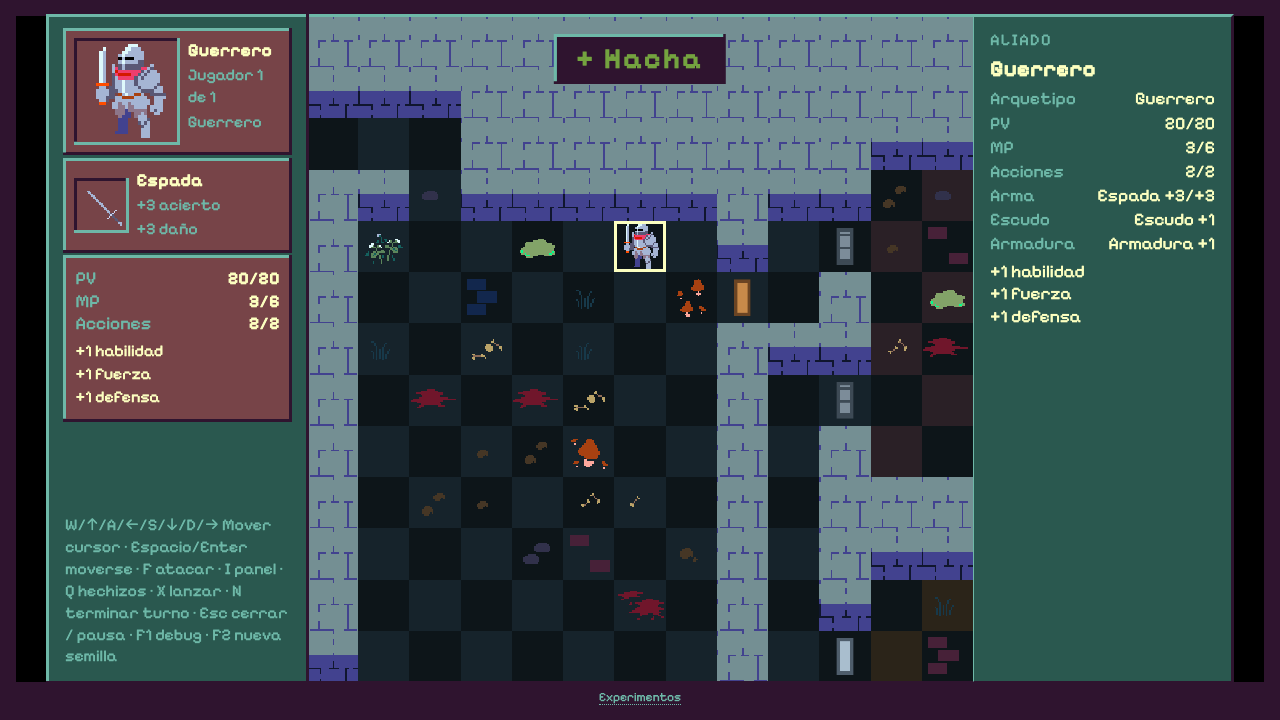 Guerrero
Jugador 1
de 1
Guerrero
Espada
+3 acierto
+3 daño
PV 20/20
MP 3/6
Acciones 2/2
+1 habilidad
+1 fuerza
+1 defensa
W/↑/A/←/S/↓/D/→ Mover
cursor · Espacio/Enter
moverse · F atacar · I panel ·
Q hechizos · X lanzar · N
terminar turno · Esc cerrar
/ pausa · F1 debug · F2 nueva
semilla
+ Hacha
ALIADO
Guerrero
Arquetipo Guerrero
PV 20/20
MP 3/6
Acciones 2/2
Arma Espada +3/+3
Escudo Escudo +1
Armadura Armadura +1
+1 habilidad
+1 fuerza
+1 defensa
Experimentos